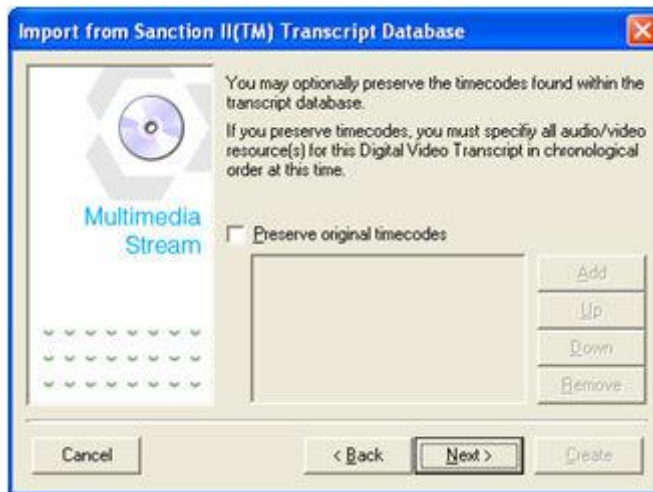 Import from Sanction II(TM) Transcript Database
You may optionally preserve the timecodes found within the
transcript database.
If you preserve timecodes, you must specifiy all audio/video
resource(s) for this Digital Video Transcript in chronological
order at this time.
Multimedia
Stream
Preserve original timecodes
Add
Up
Down
Remove
Cancel
< Back
Next >
Create